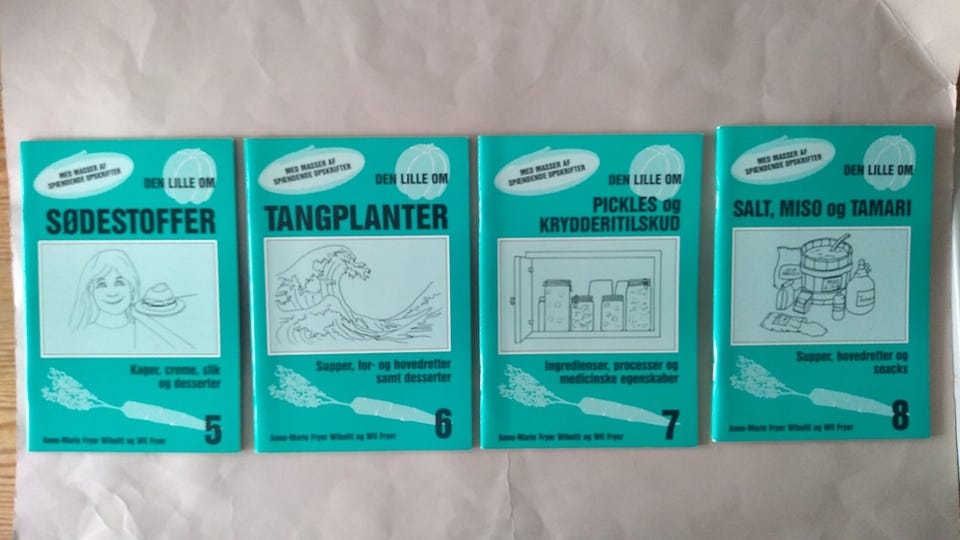 MED MASSER AF
SPÆNDENDE OPSKRIFTER
DEN LILLE OM
SØDESTOFFER
Kager, creme, slik
og desserter
Anne-Marie Fryer Wiboltt og Wil Fryer
5
MED MASSER AF
SPÆNDENDE OPSKRIFTER
DEN LILLE OM
TANGPLANTER
Supper, for- og hovedretter
samt desserter
Anne-Marie Fryer Wiboltt og Wil Fryer
6
MED MASSER AF
SPÆNDENDE OPSKRIFTER
DEN LILLE OM
PICKLES og
KRYDDERITILSKUD
Ingredienser, processer og
medicinske egenskaber
Anne-Marie Fryer Wiboltt og Wil Fryer
7
MED MASSER AF
SPÆNDENDE OPSKRIFTER
DEN LILLE OM
SALT, MISO og TAMARI
Supper, hovedretter og
snacks
Anne-Marie Fryer Wiboltt og Wil Fryer
8